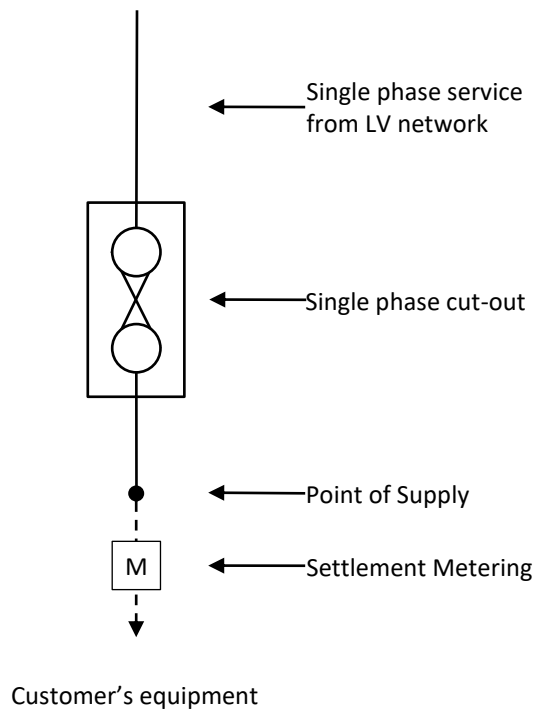 Single phase service
from LV network
Single phase cut-out
Point of Supply
M
Settlement Metering
Customer’s equipment